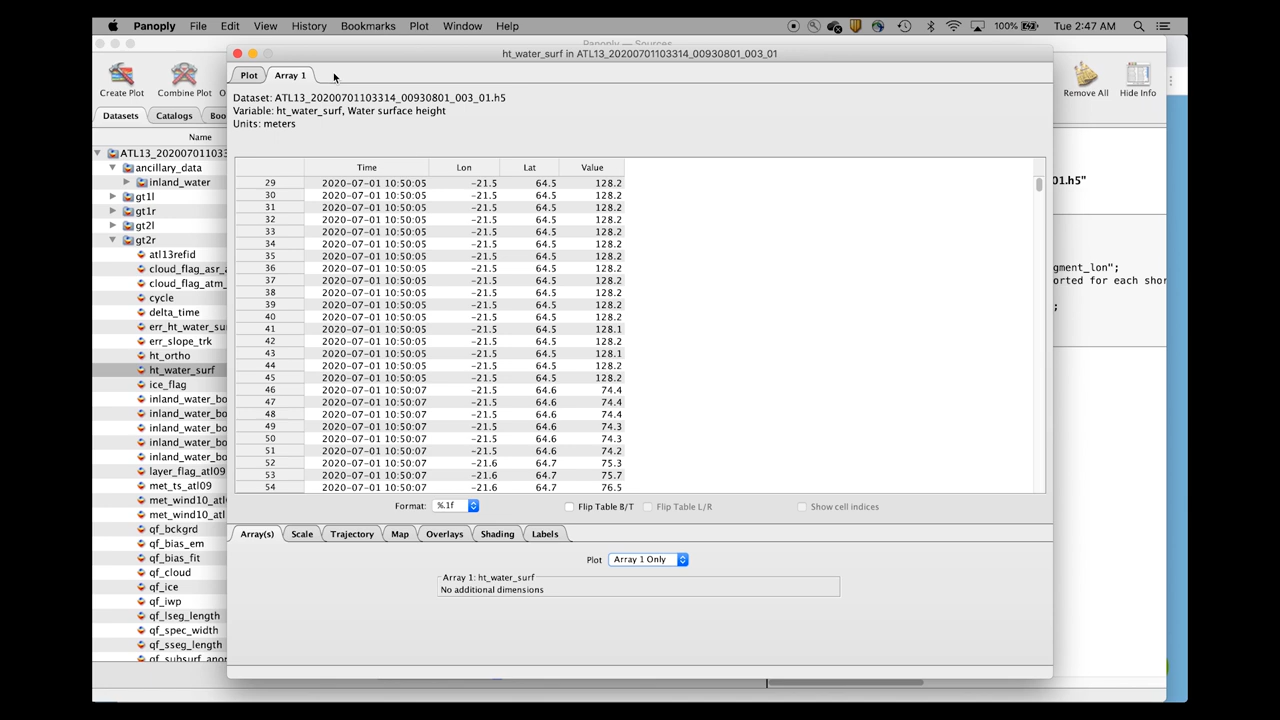 Panoply File Edit View History Bookmarks Plot Window Help 100% Tue 2:47 AM
Panoply — Sources
ht_water_surf in ATL13_20200701103314_00930801_003_01
Create Plot Combine Plot O Remove All Hide Info
Plot Array 1
Datasets Catalogs Boo
Dataset: ATL13_20200701103314_00930801_003_01.h5
Variable: ht_water_surf, Water surface height
Units: meters
Name
ATL13_202007011033
ancillary_data
inland_water
gt1l
gt1r
gt2l
gt2r
atl13refid
cloud_flag_asr_a
cloud_flag_atm_
cycle
delta_time
err_ht_water_su
err_slope_trk
ht_ortho
ht_water_surf
ice_flag
inland_water_bo
inland_water_bo
inland_water_bo
inland_water_bo
inland_water_bo
layer_flag_atl09
met_ts_atl09
met_wind10_atl
met_wind10_atl
qf_bckgrd
qf_bias_em
qf_bias_fit
qf_cloud
qf_ice
qf_iwp
qf_lseg_length
qf_spec_width
qf_sseg_length
qf_subsurf_anor
Time Lon Lat Value
29 2020-07-01 10:50:05 -21.5 64.5 128.2
30 2020-07-01 10:50:05 -21.5 64.5 128.2
31 2020-07-01 10:50:05 -21.5 64.5 128.2
32 2020-07-01 10:50:05 -21.5 64.5 128.2
33 2020-07-01 10:50:05 -21.5 64.5 128.2
34 2020-07-01 10:50:05 -21.5 64.5 128.2
35 2020-07-01 10:50:05 -21.5 64.5 128.2
36 2020-07-01 10:50:05 -21.5 64.5 128.2
37 2020-07-01 10:50:05 -21.5 64.5 128.2
38 2020-07-01 10:50:05 -21.5 64.5 128.2
39 2020-07-01 10:50:05 -21.5 64.5 128.2
40 2020-07-01 10:50:05 -21.5 64.5 128.2
41 2020-07-01 10:50:05 -21.5 64.5 128.1
42 2020-07-01 10:50:05 -21.5 64.5 128.2
43 2020-07-01 10:50:05 -21.5 64.5 128.1
44 2020-07-01 10:50:05 -21.5 64.5 128.2
45 2020-07-01 10:50:05 -21.5 64.5 128.2
46 2020-07-01 10:50:07 -21.5 64.6 74.4
47 2020-07-01 10:50:07 -21.5 64.6 74.4
48 2020-07-01 10:50:07 -21.5 64.6 74.4
49 2020-07-01 10:50:07 -21.5 64.6 74.3
50 2020-07-01 10:50:07 -21.5 64.6 74.3
51 2020-07-01 10:50:07 -21.5 64.6 74.2
52 2020-07-01 10:50:07 -21.6 64.7 75.3
53 2020-07-01 10:50:07 -21.6 64.7 75.7
54 2020-07-01 10:50:07 -21.6 64.7 76.5
Format: %.1f Flip Table B/T Flip Table L/R Show cell indices
Array(s) Scale Trajectory Map Overlays Shading Labels
Plot Array 1 Only
Array 1: ht_water_surf
No additional dimensions
01.h5"
gment_lon";
orted for each shor
;